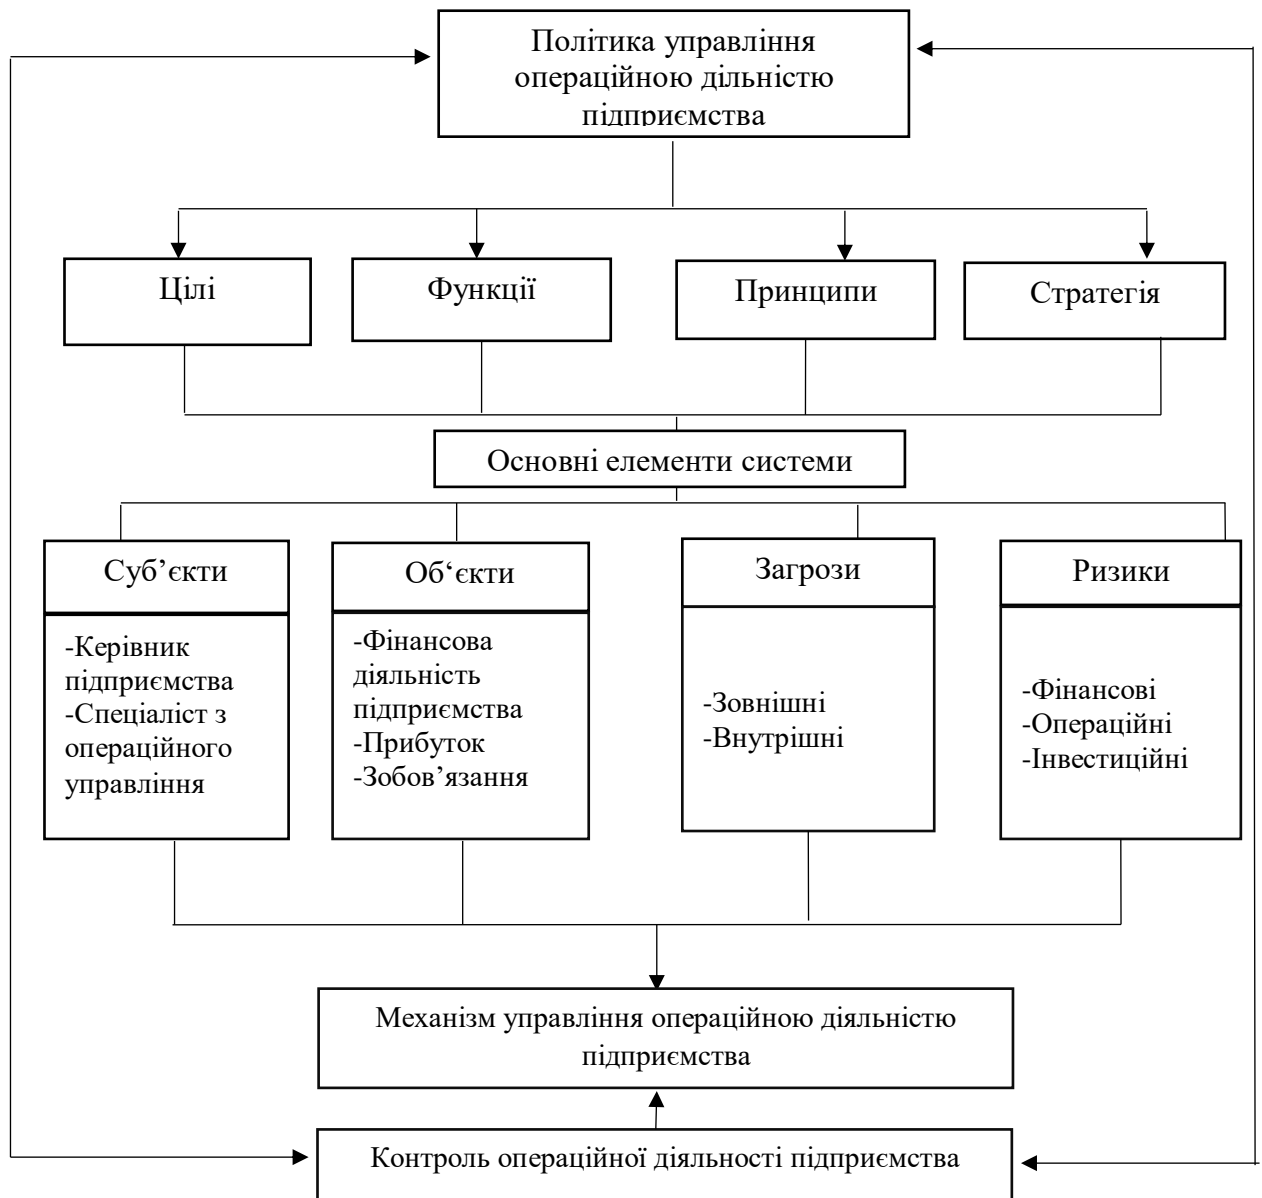 Політика управління
операційною дільністю
підприємства
Цілі
Функції
Принципи
Стратегія
Основні елементи системи
Суб’єкти
-Керівник
підприємства
-Спеціаліст з
операційного
управління
Об‘єкти
-Фінансова
діяльність
підприємства
-Прибуток
-Зобов’язання
Загрози
-Зовнішні
-Внутрішні
Ризики
-Фінансові
-Операційні
-Інвестиційні
Механізм управління операційною діяльністю
підприємства
Контроль операційної діяльності підприємства